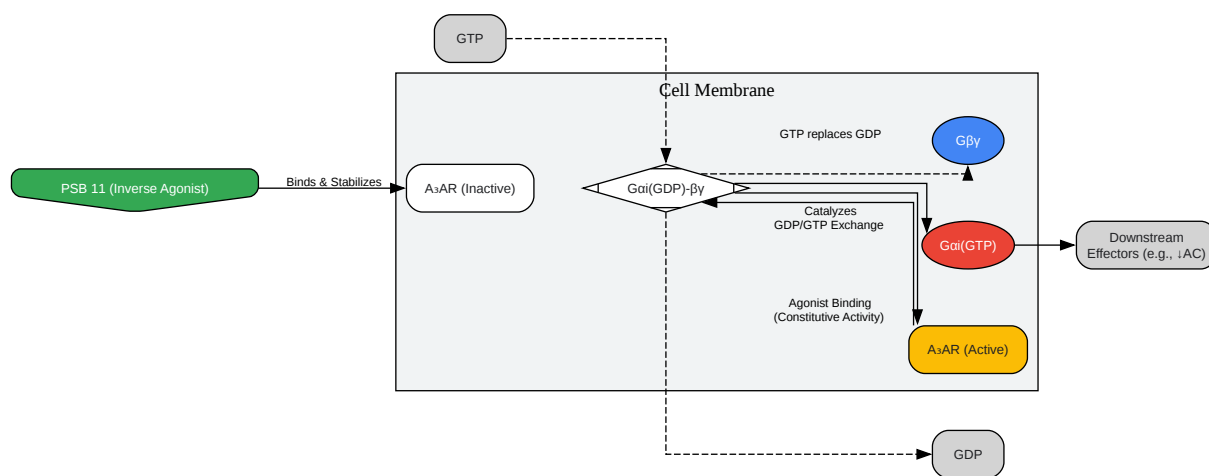 GTP
Cell Membrane
GTP replaces GDP
Gβγ
PSB 11 (Inverse Agonist)
Binds & Stabilizes
A₃AR (Inactive)
Gαi(GDP)-βγ
Catalyzes
GDP/GTP Exchange
Gαi(GTP)
Downstream
Effectors (e.g., ↓AC)
Agonist Binding
(Constitutive Activity)
A₃AR (Active)
GDP